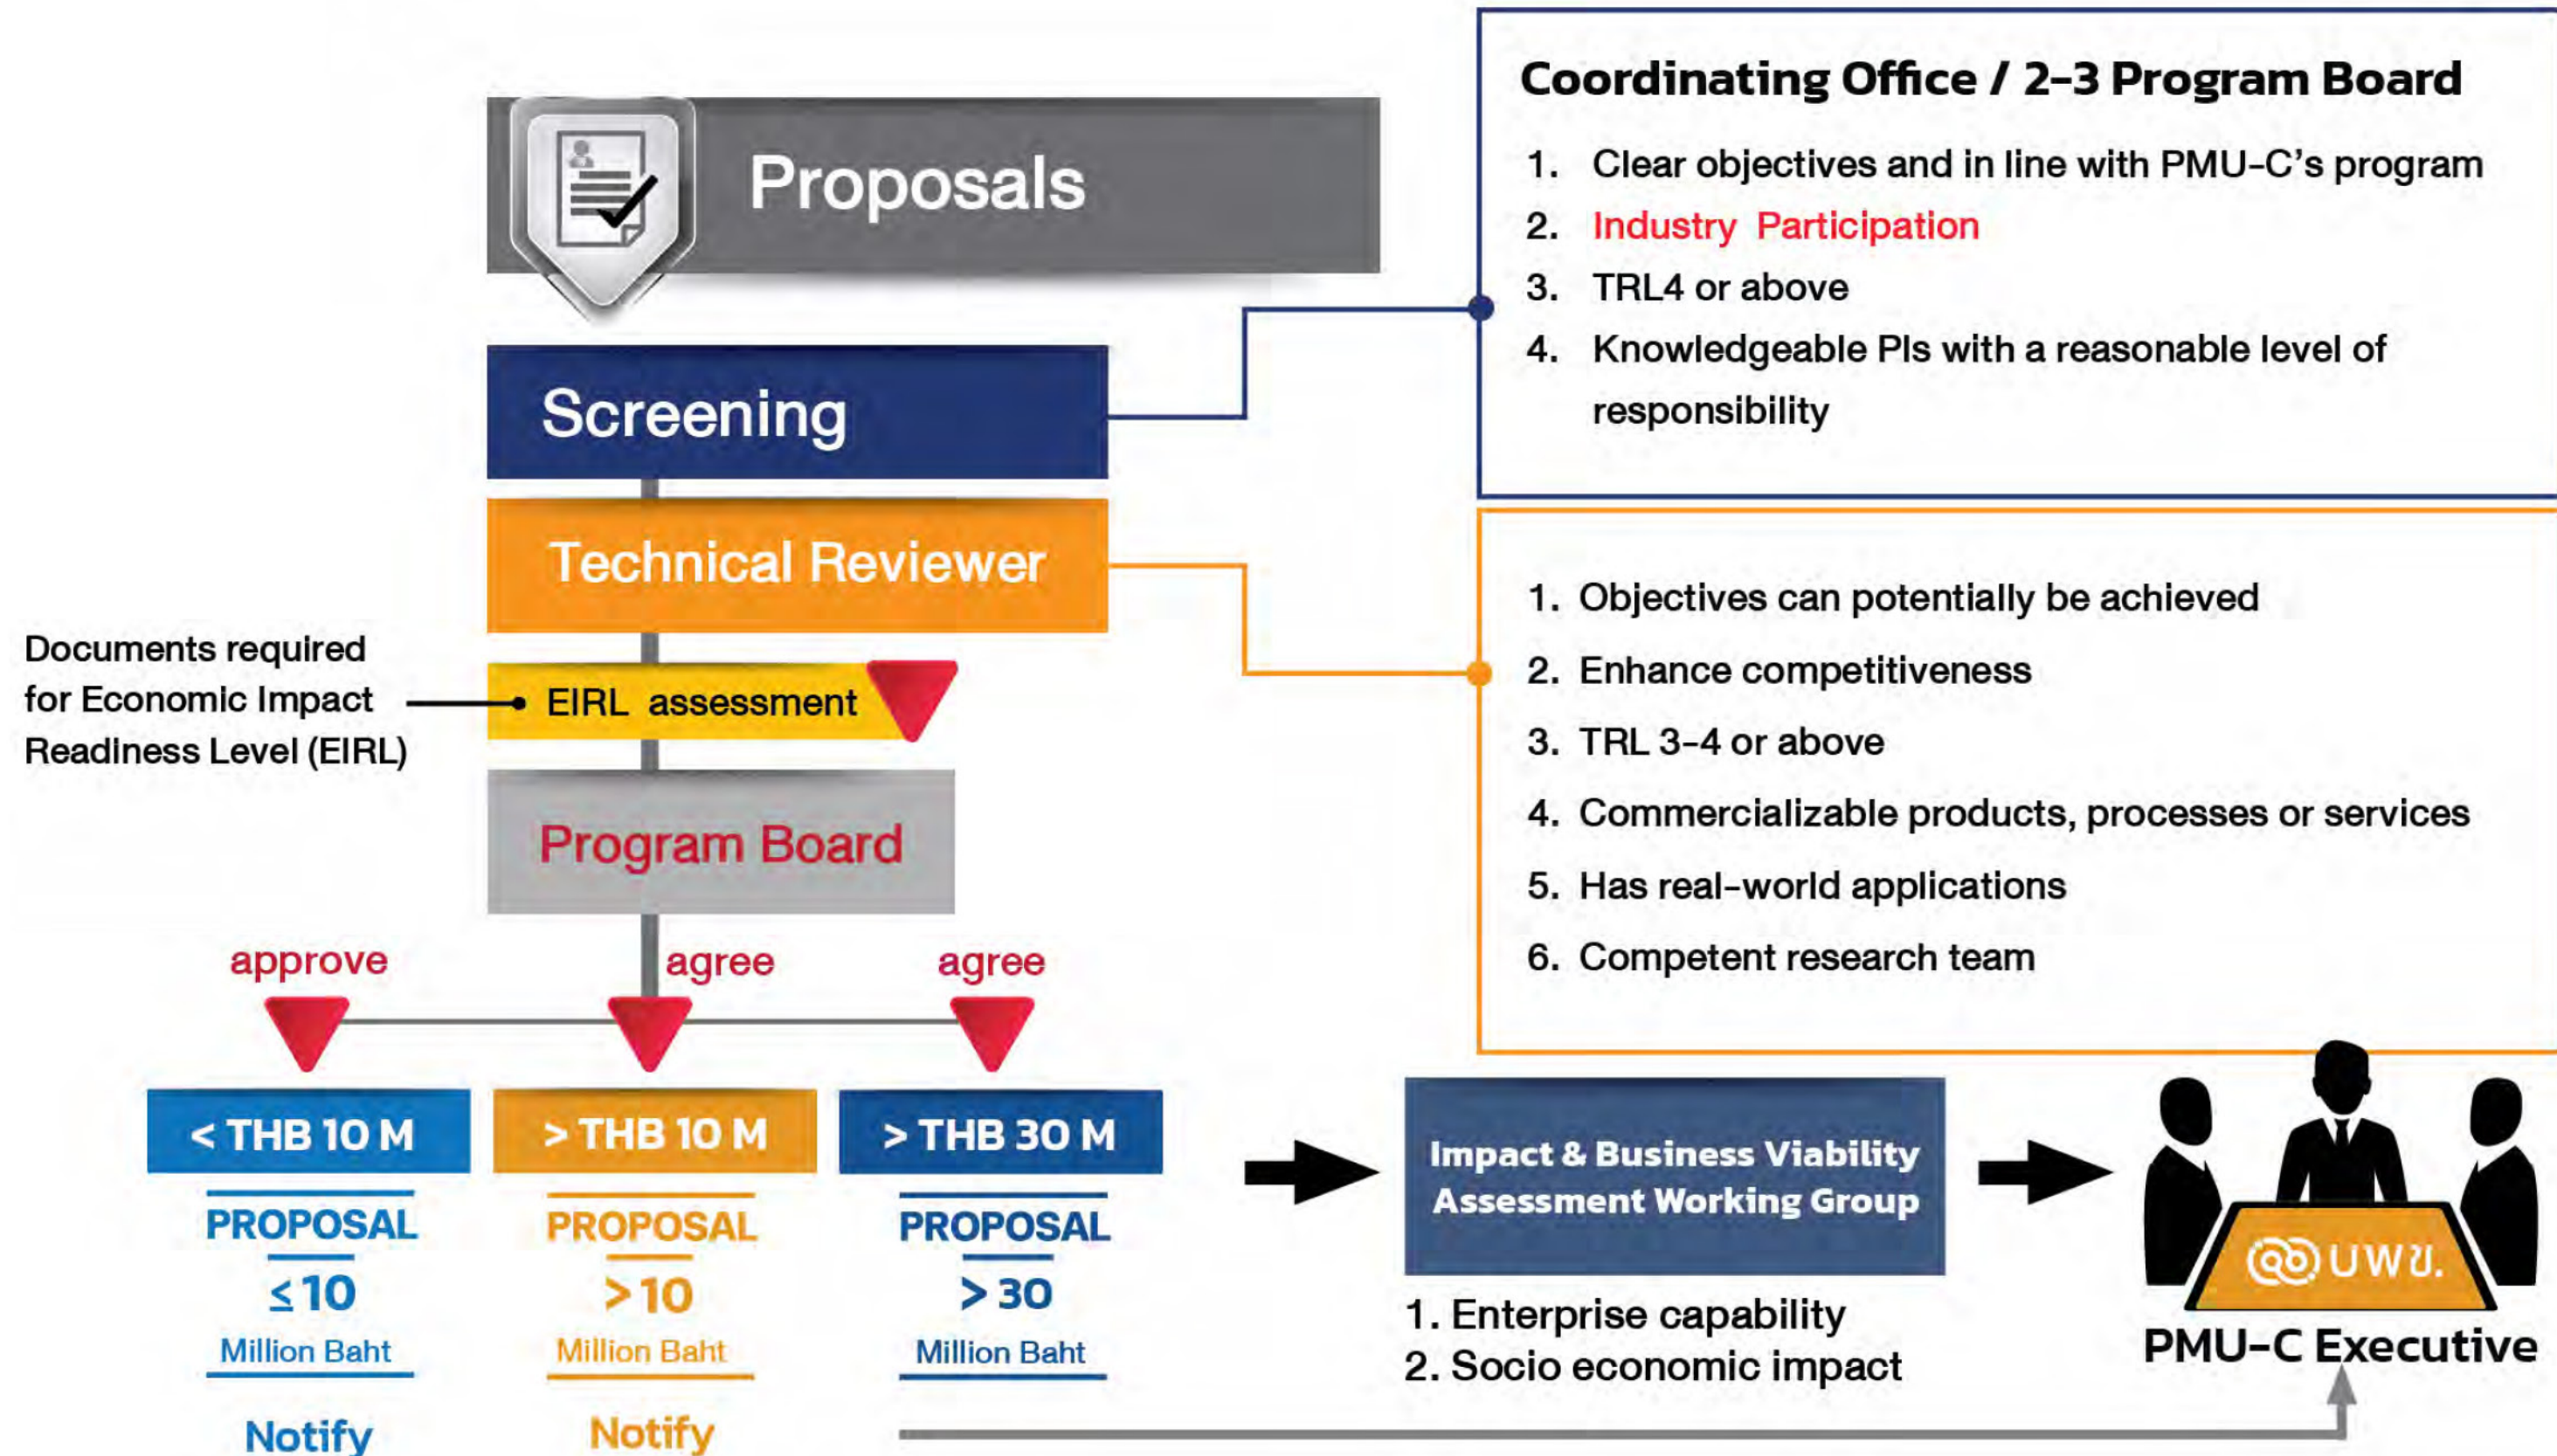 Proposals
Screening
Technical Reviewer
Documents required
for Economic Impact
Readiness Level (EIRL)
EIRL assessment
Program Board
approve
agree
agree
< THB 10 M
PROPOSAL
≤ 10
Million Baht
Notify
> THB 10 M
PROPOSAL
> 10
Million Baht
Notify
> THB 30 M
PROPOSAL
> 30
Million Baht
Coordinating Office / 2-3 Program Board
1. Clear objectives and in line with PMU-C's program
2. Industry Participation
3. TRL4 or above
4. Knowledgeable PIs with a reasonable level of
responsibility
1. Objectives can potentially be achieved
2. Enhance competitiveness
3. TRL 3-4 or above
4. Commercializable products, processes or services
5. Has real-world applications
6. Competent research team
Impact & Business Viability
Assessment Working Group
1. Enterprise capability
2. Socio economic impact
บพข.
PMU-C Executive